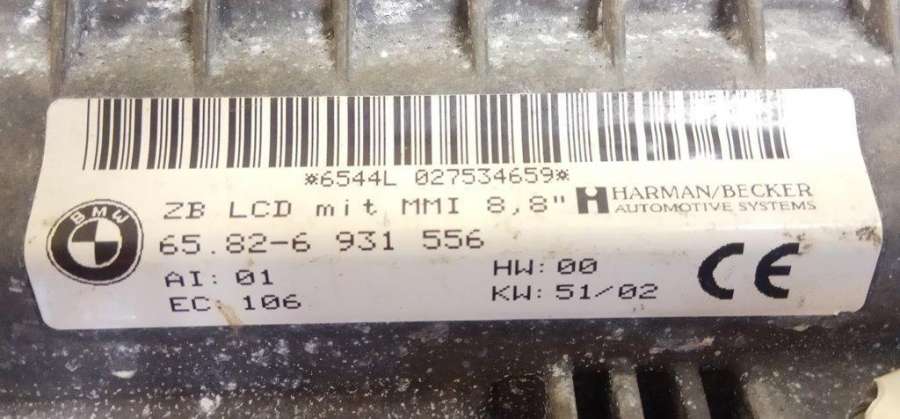 *6544L 027534659*
BMW
ZB LCD mit MMI 8,8"
HARMAN/BECKER
AUTOMOTIVE SYSTEMS
65.82-6 931 556
AI: 01
HW: 00
EC: 106
KW: 51/02
CE